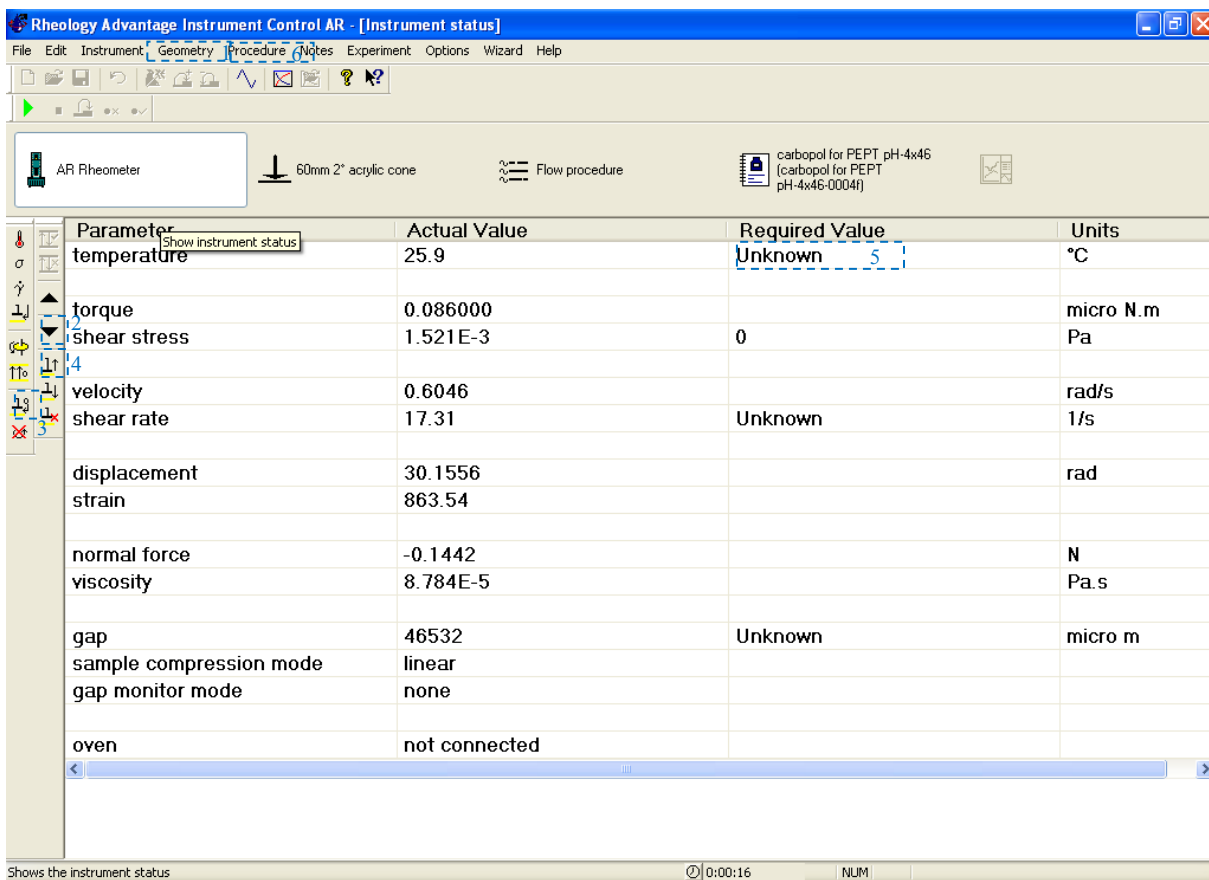 Rheology Advantage Instrument Control AR - [Instrument status]
File Edit Instrument Geometry 1 Procedure 6 Notes Experiment Options Wizard Help
AR Rheometer
60mm 2° acrylic cone
Flow procedure
carbopol for PEPT pH-4x46
(carbopol for PEPT
pH-4x46-0004f)
Parameter Actual Value Required Value Units
Show instrument status
temperature 25.9 Unknown 5 °C
σ
γ̇
torque 0.086000 micro N.m
2
shear stress 1.521E-3 0 Pa
4
velocity 0.6046 rad/s
shear rate 17.31 Unknown 1/s
3
displacement 30.1556 rad
strain 863.54
normal force -0.1442 N
viscosity 8.784E-5 Pa.s
gap 46532 Unknown micro m
sample compression mode linear
gap monitor mode none
oven not connected
Shows the instrument status 0:00:16 NUM